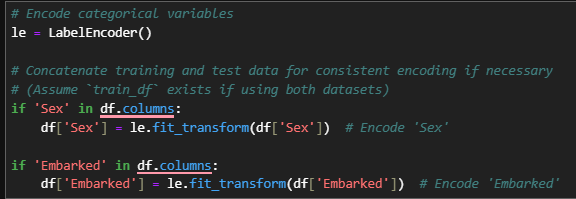 # Encode categorical variables
le = LabelEncoder()
# Concatenate training and test data for consistent encoding if necessary
# (Assume `train_df` exists if using both datasets)
if 'Sex' in df.columns:
    df['Sex'] = le.fit_transform(df['Sex'])  # Encode 'Sex'
if 'Embarked' in df.columns:
    df['Embarked'] = le.fit_transform(df['Embarked'])  # Encode 'Embarked'